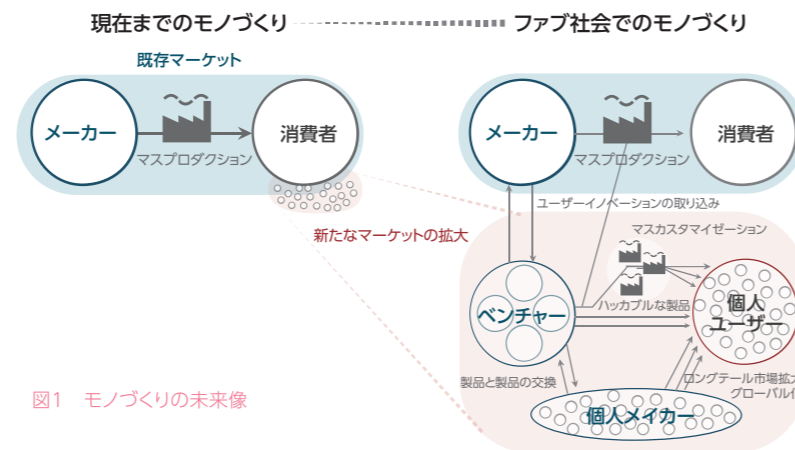 現在までのモノづくり
ファブ社会でのモノづくり
既存マーケット
メーカー
マスプロダクション
消費者
メーカー
マスプロダクション
消費者
ユーザーイノベーションの取り込み
新たなマーケットの拡大
マスカスタマイゼーション
ベンチャー
ハッカブルな製品
個人
ユーザー
製品と製品の交換
ロングテール市場拡
グローバル
個人メイカー
図1 モノづくりの未来像